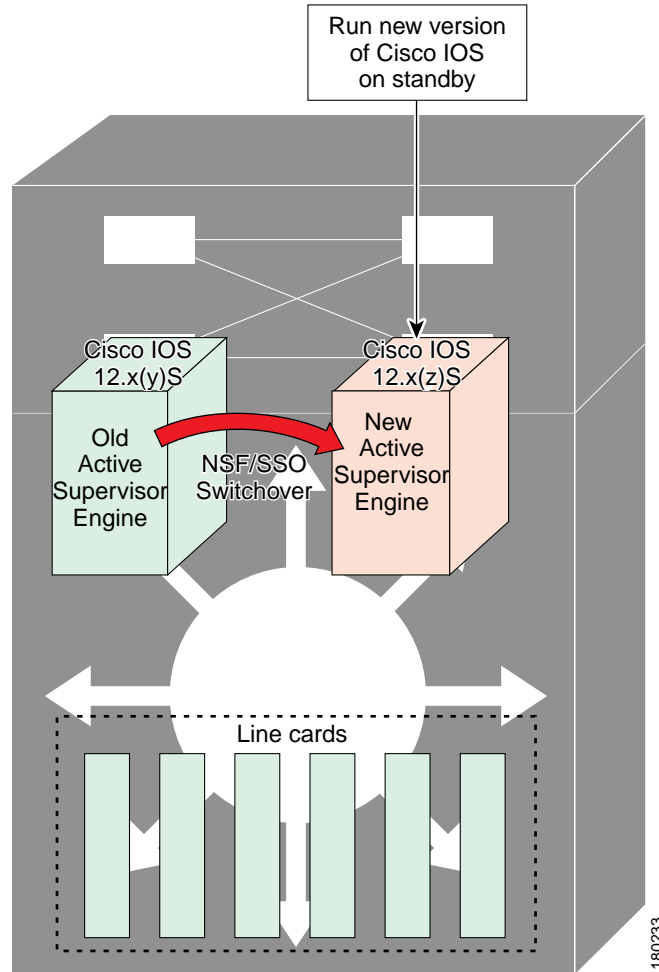 Run new version
of Cisco IOS
on standby
Cisco IOS
12.x(y)S
Cisco IOS
12.x(z)S
Old
Active
Supervisor
Engine
NSF/SSO
Switchover
New
Active
Supervisor
Engine
Line cards
180233